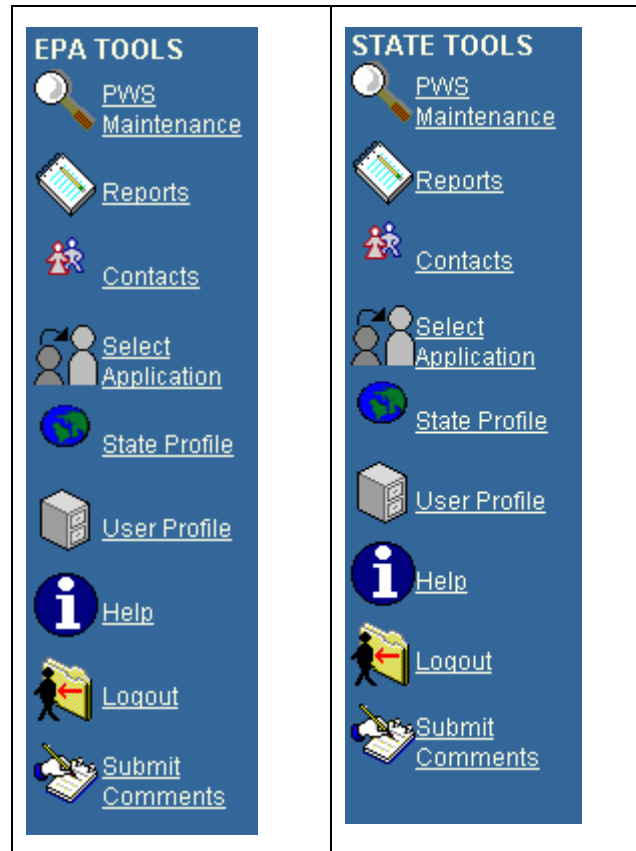 EPA TOOLS
PWS
Maintenance
Reports
Contacts
Select
Application
State Profile
User Profile
Help
Logout
Submit
Comments
STATE TOOLS
PWS
Maintenance
Reports
Contacts
Select
Application
State Profile
User Profile
Help
Logout
Submit
Comments